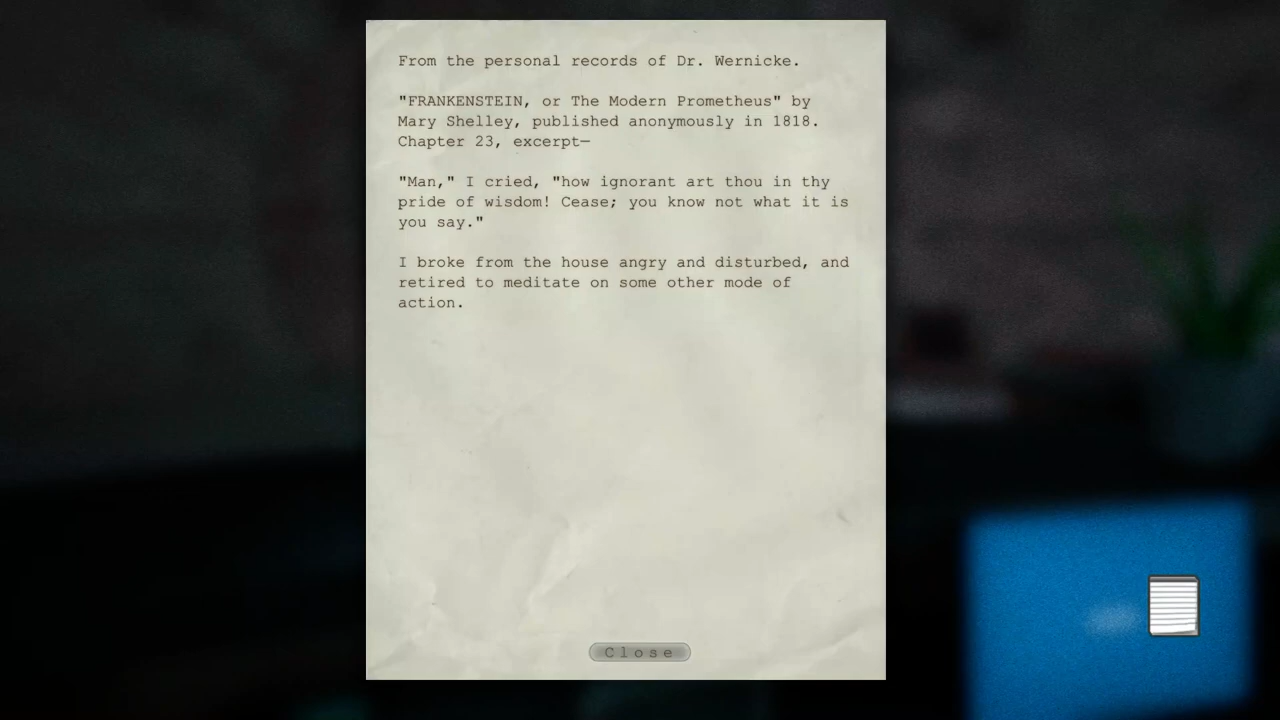 From the personal records of Dr. Wernicke.
"FRANKENSTEIN, or The Modern Prometheus" by
Mary Shelley, published anonymously in 1818.
Chapter 23, excerpt—
"Man," I cried, "how ignorant art thou in thy
pride of wisdom! Cease; you know not what it is
you say."
I broke from the house angry and disturbed, and
retired to meditate on some other mode of
action.
Close